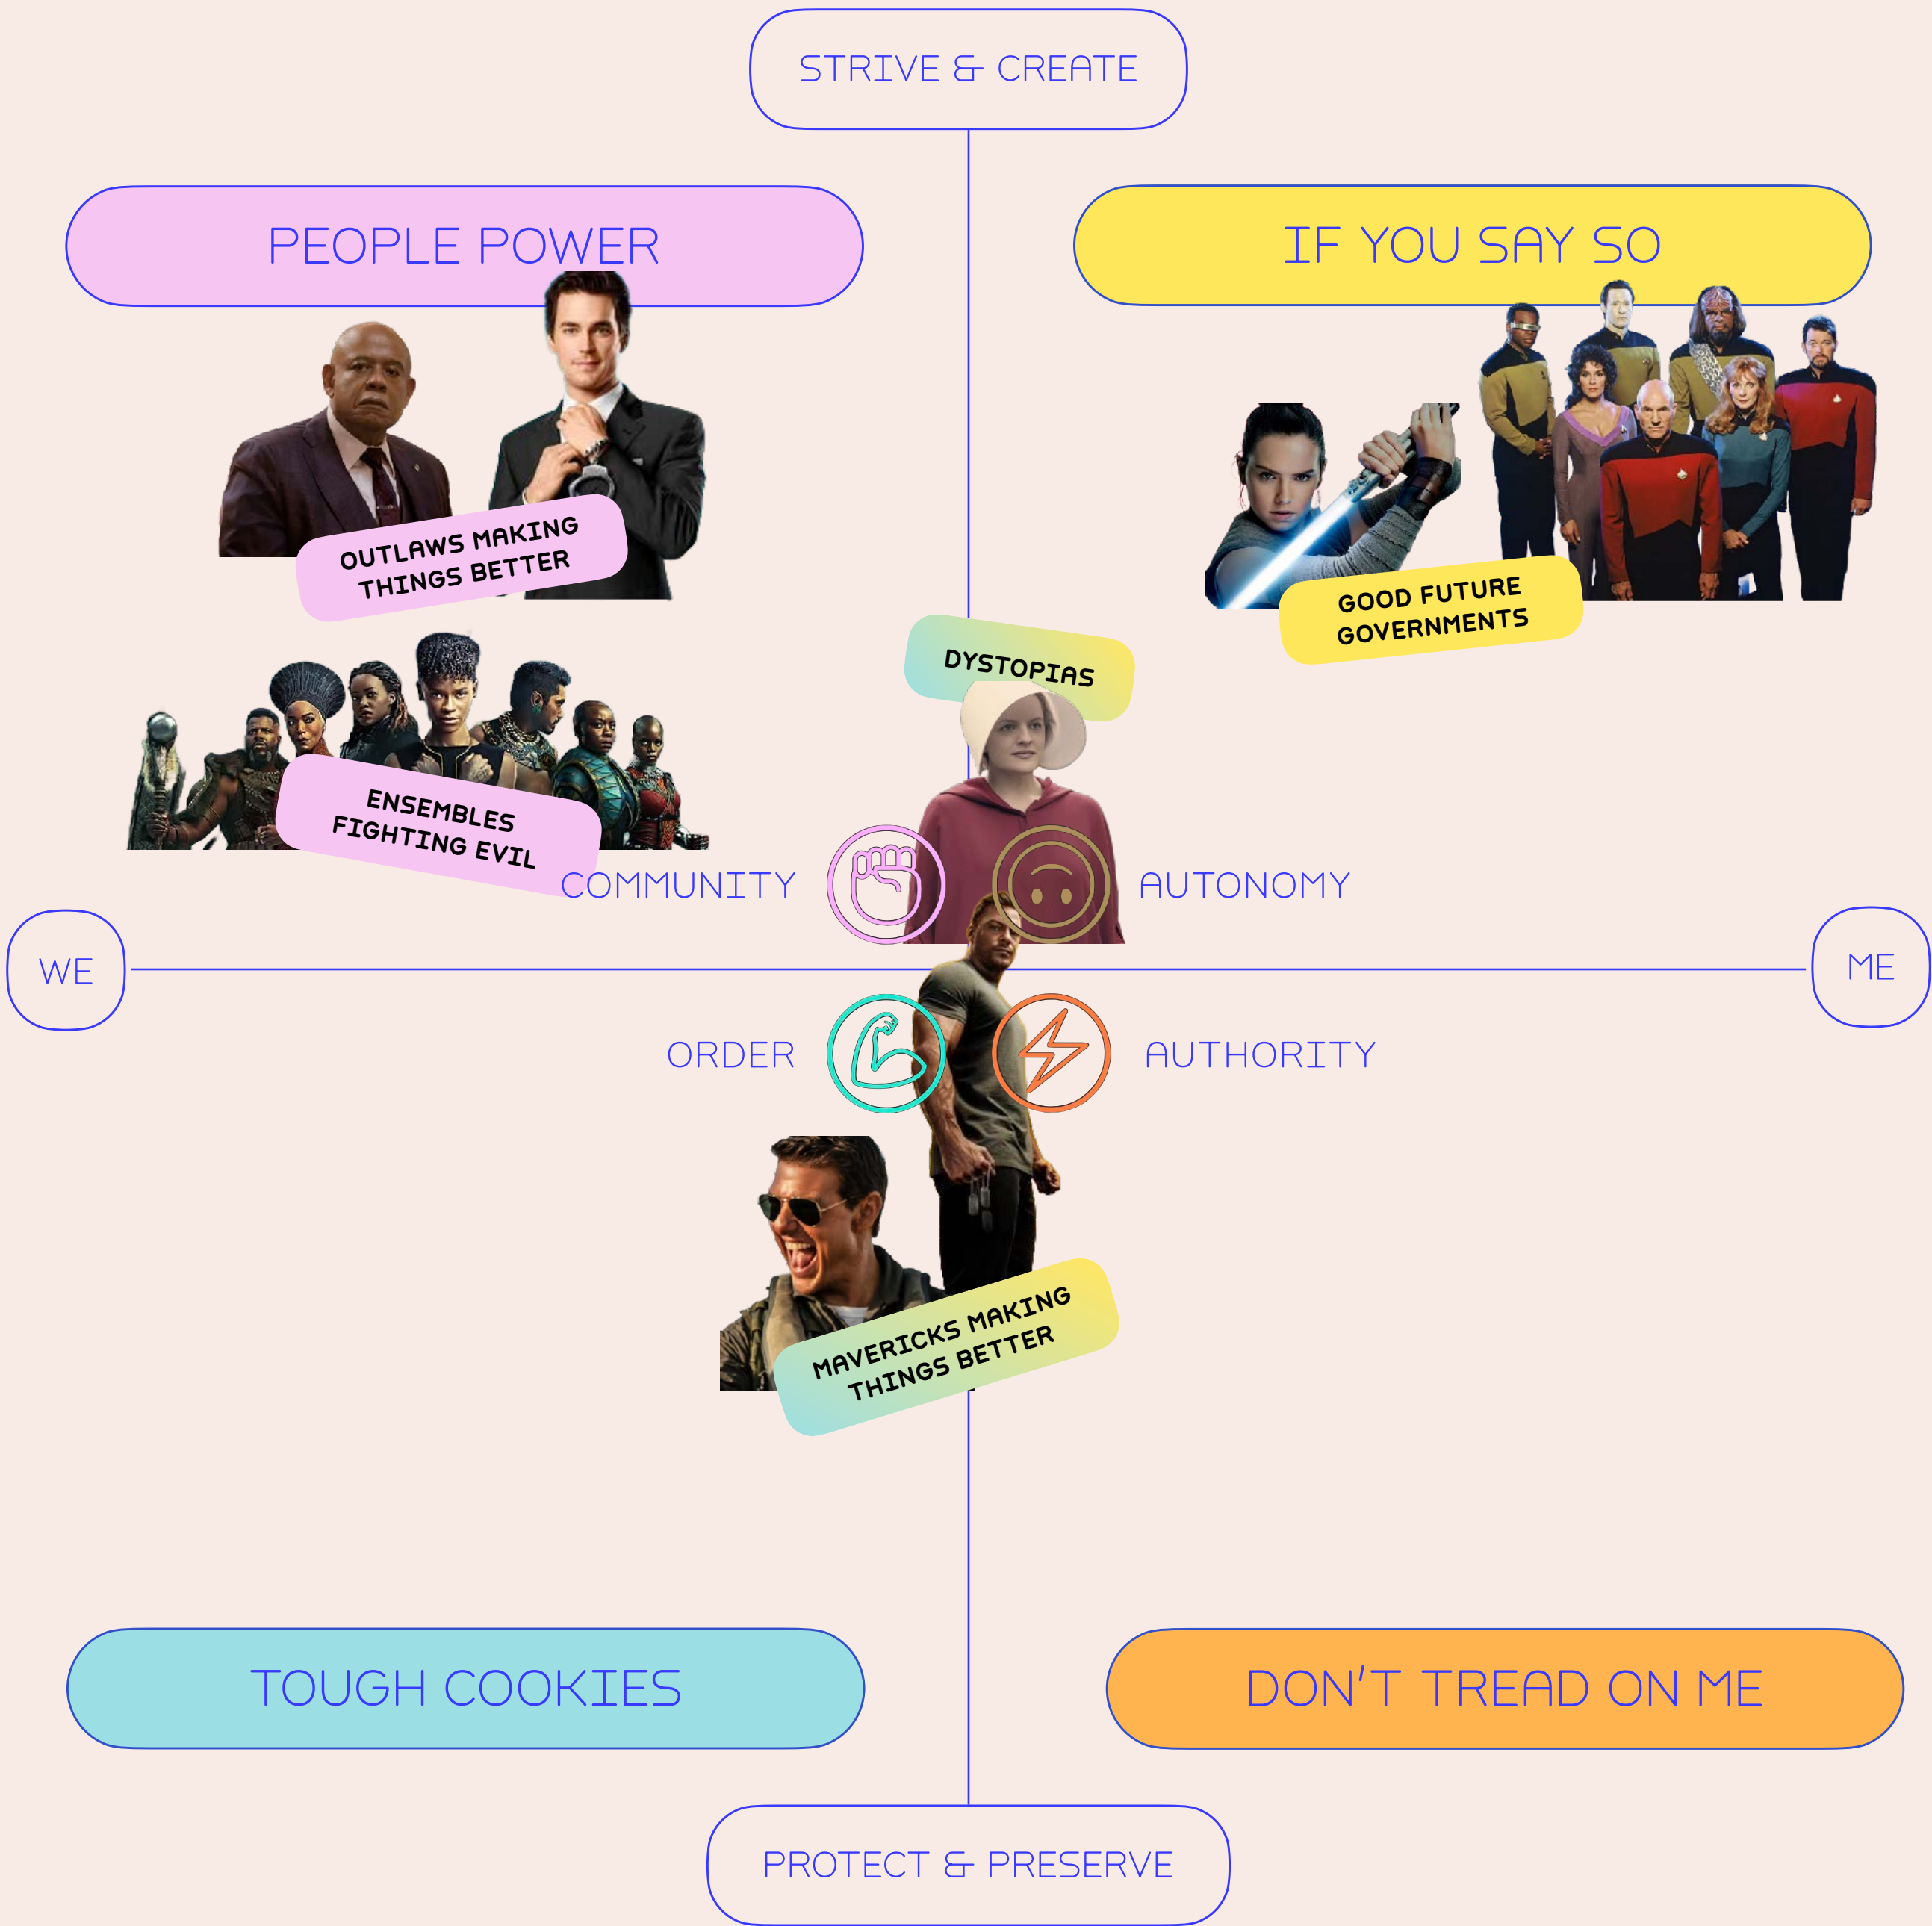 STRIVE & CREATE
PEOPLE POWER
IF YOU SAY SO
OUTLAWS MAKING
THINGS BETTER
GOOD FUTURE
GOVERNMENTS
DYSTOPIAS
ENSEMBLES
FIGHTING EVIL
COMMUNITY
AUTONOMY
WE
ME
ORDER
AUTHORITY
MAVERICKS MAKING
THINGS BETTER
TOUGH COOKIES
DON'T TREAD ON ME
PROTECT & PRESERVE